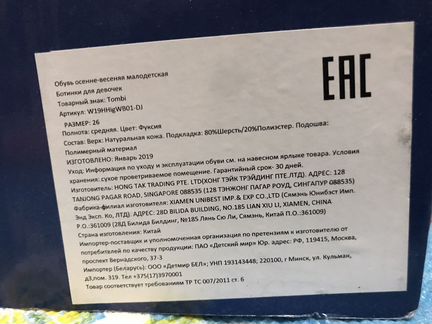 Обувь осенне-весеняя малодетская
Ботинки для девочек
Товарный знак: Tombi
Артикул: W19HHigWB01-DJ
РАЗМЕР: 26
Полнота: средняя. Цвет: Фуксия
Состав: Верх: Натуральная кожа. Подкладка: 80%Шерсть/20%Полиэстер. Подошва:
Полимерный материал
ИЗГОТОВЛЕНО: Январь 2019
Уход: Информация по уходу и эксплуатации обуви см. на навесном ярлыке товара. Условия
хранения: сухое проветриваемое помещение. Гарантийный срок- 30 дней.
Изготовитель: HONG TAK TRADING PTE. LTD(ХОНГ ТЭЙК ТРЭЙДИНГ ПТЕ.ЛТД). АДРЕС: 128
TANJONG PAGAR ROUD, SINGAPOUR 088535 (128 ТЭНЖОН ПАГАР РОУД, СИНГАПУР 088535)
Фабрика-филиал изготовителя: XIAMEN UNIBEST IMP.& EXP.CO.,LTD (Сямэнь Юнибэст Имп.
Энд Эксп. Ко, ЛТД). АДРЕС: 28D BILIDA BUILDING, NO.185 LIAN XIU LI, XIAMEN, CHINA
P.O.:361009 (28Д Билида Билдинг, №185 Лянь Сю Ли, Сямэнь, Китай П.О.:361009)
Страна изготовления: Китай
Импортер-поставщик и уполномоченная организация по претензиям к изготовителю от
потребителей по качеству продукции: ПАО «Детский мир» Юр. адрес: РФ, 119415, Москва,
проспект Вернадского, 37-3
Импортер (Беларусь): ООО «Детмир БЕЛ»; УНП 193143448; 220100, г Минск, ул. Кульман,
д3,пом. 319. Тел +375(17)3970001
Товар соответствует требованиям ТР ТС 007/2011 ст. 6
EAC